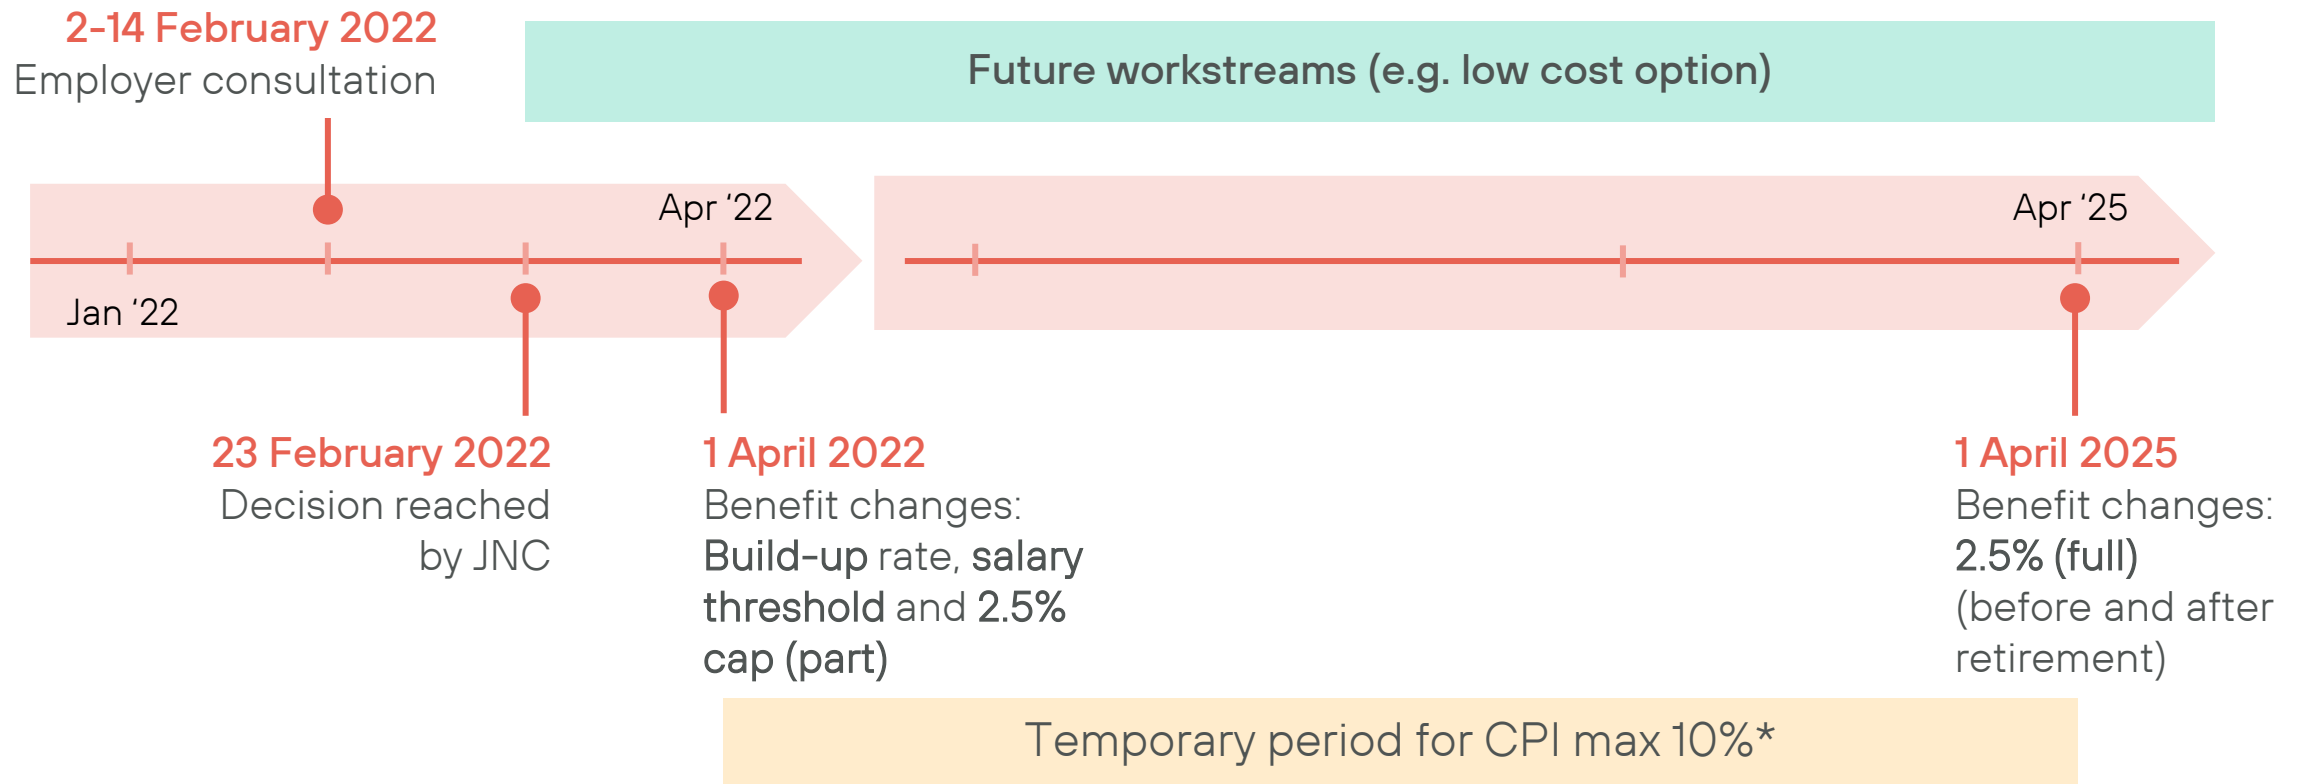 2-14 February 2022
Employer consultation
Future workstreams (e.g. low cost option)
Apr ‘22
Jan ‘22
Apr ‘25
23 February 2022
Decision reached
by JNC
1 April 2022
Benefit changes:
Build-up rate, salary
threshold and 2.5%
cap (part)
1 April 2025
Benefit changes:
2.5% (full)
(before and after
retirement)
Temporary period for CPI max 10%*